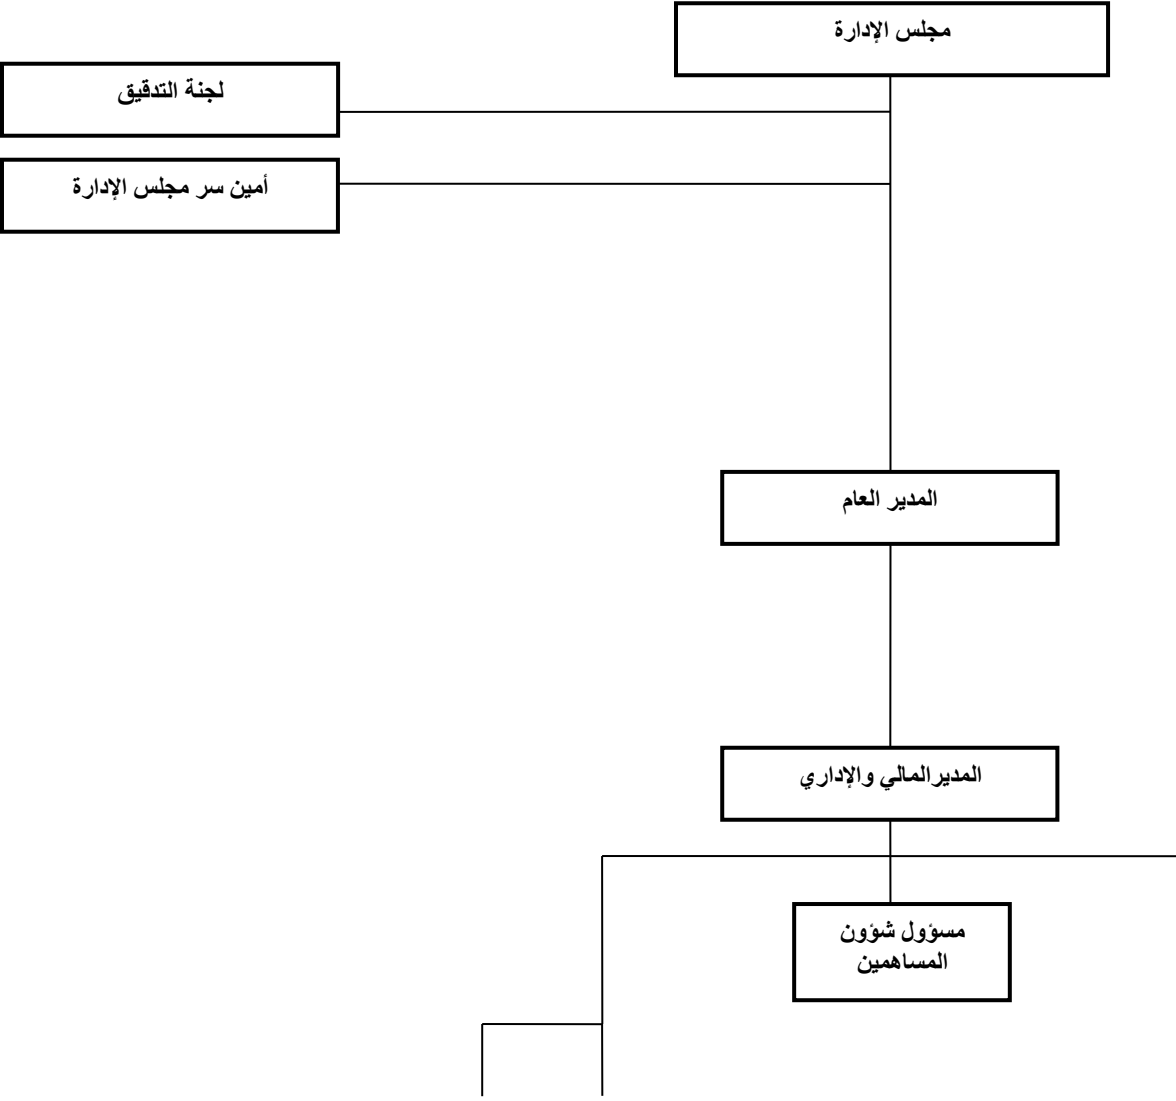 مجلس الإدارة
لجنة التدقيق
أمين سر مجلس الإدارة
المدير العام
المديرالمالي والإداري
مسؤول شؤون
المساهمين